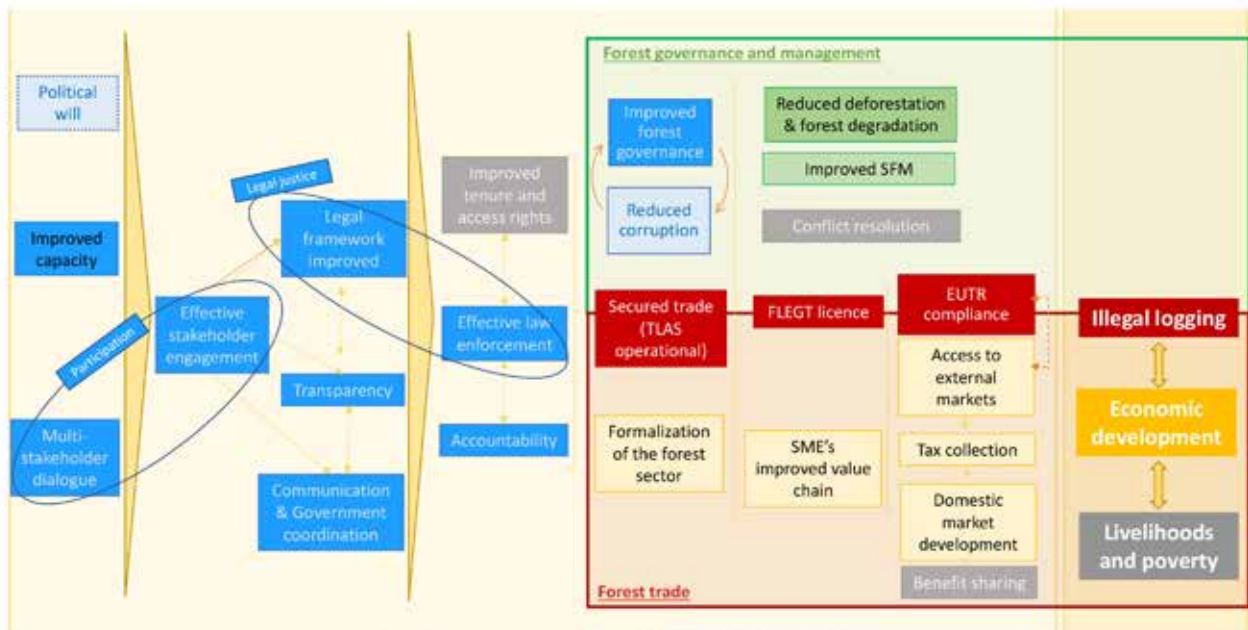 Political
will
Improved
capacity
Multi-
stakeholder
dialogue
Participation
Effective
stakeholder
engagement
Legal justice
Legal
framework
improved
Transparency
Communication
& Government
coordination
Improved
tenure and
access rights
Effective law
enforcement
Accountability
Forest governance and management
Improved
forest
governance
Reduced
corruption
Reduced deforestation
& forest degradation
Improved SFM
Conflict resolution
Secured trade
(TLAS
operational)
FLEGT licence
EUTR
compliance
Formalization
of the forest
sector
SME's
improved value
chain
Access to
external
markets
Tax collection
Domestic
market
development
Benefit sharing
Forest trade
Illegal logging
Economic
development
Livelihoods
and poverty